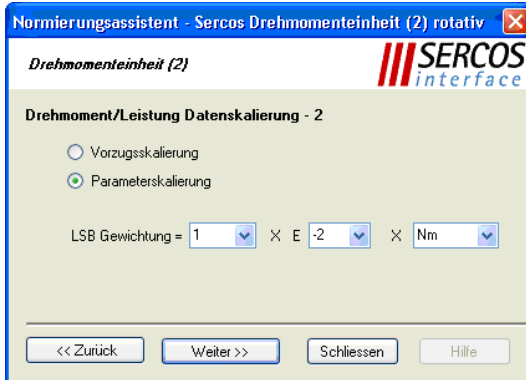 Normierungsassistent - Sercos Drehmomenteinheit (2) rotativ
Drehmomenteinheit (2)
SERCOS
interface
Drehmoment/Leistung Datenskalierung - 2
Vorzugsskalierung
Parameterskalierung
LSB Gewichtung = 1 X E -2 X Nm
<< Zurück Weiter >> Schliessen Hilfe